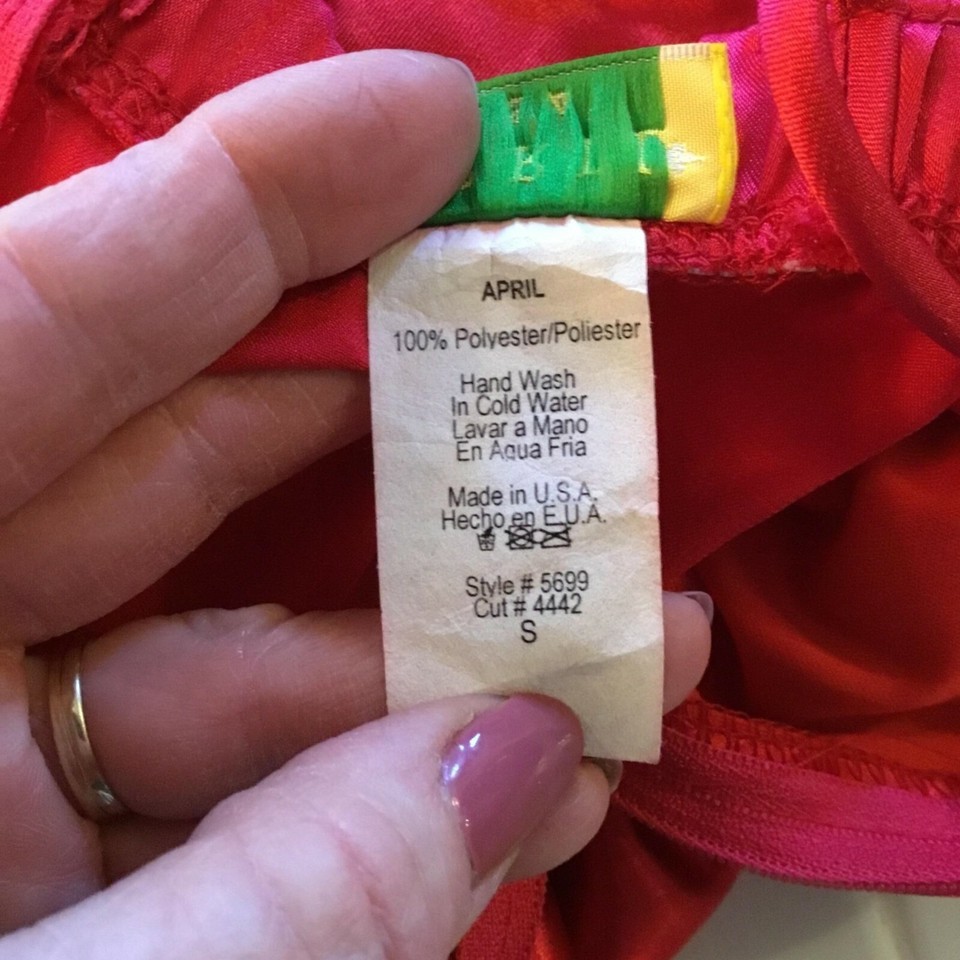 APRIL
100% Polyester/Poliester
Hand Wash
In Cold Water
Lavar a Mano
En Agua Fria
Made in U.S.A.
Hecho en E.U.A.
Style # 5699
Cut # 4442
S